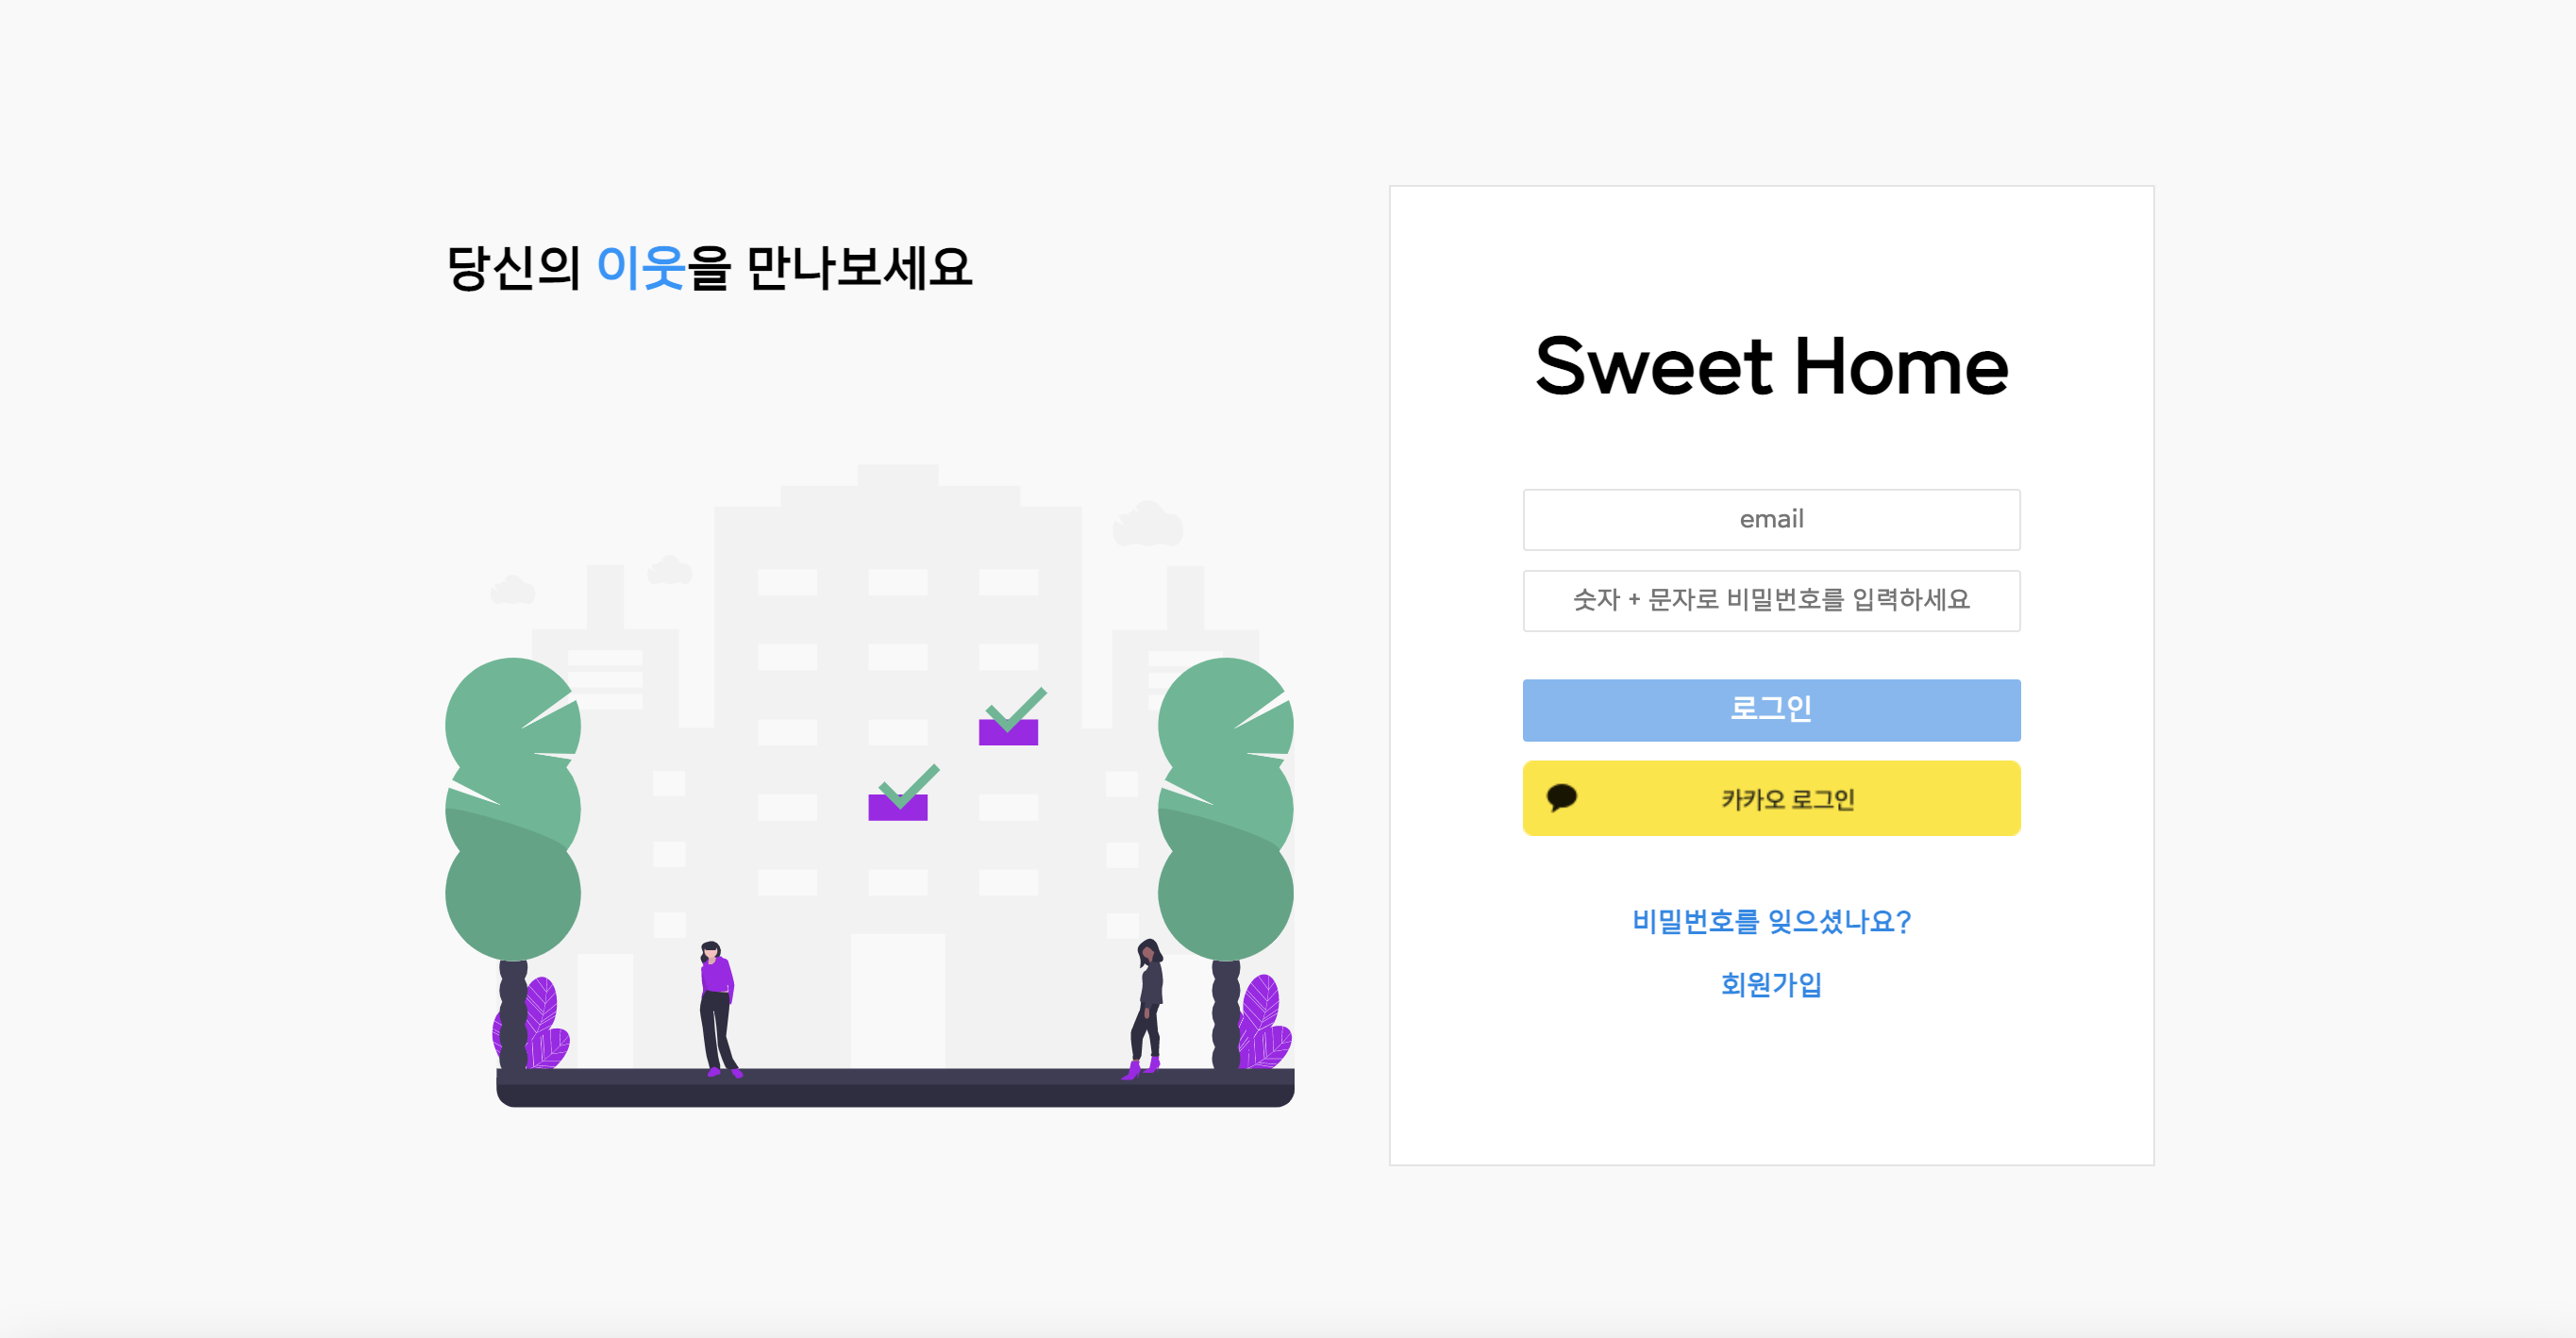 당신의 이웃을 만나보세요
Sweet Home
email
숫자 + 문자로 비밀번호를 입력하세요
로그인
카카오 로그인
비밀번호를 잊으셨나요?
회원가입